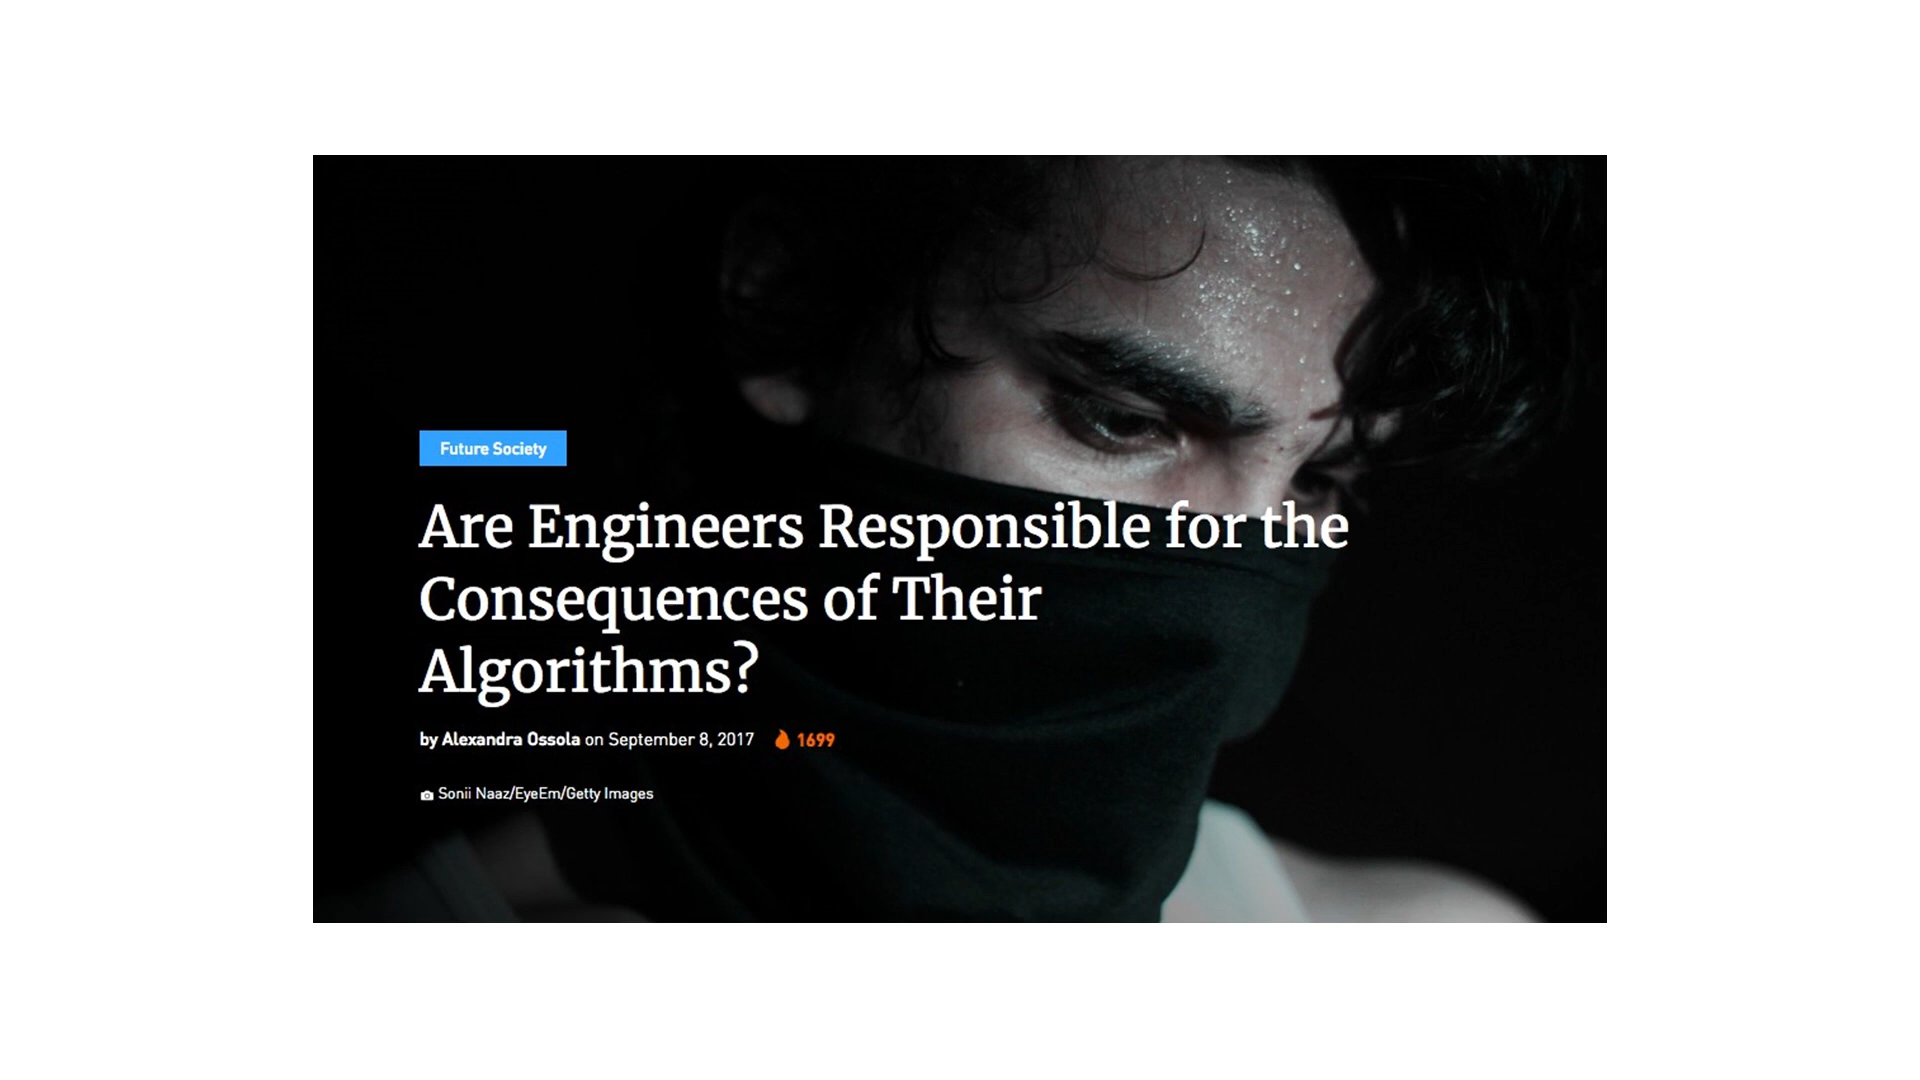 Future Society
Are Engineers Responsible for the
Consequences of Their
Algorithms?
by Alexandra Ossola on September 8, 2017 1699
Sonii Naaz/EyeEm/Getty Images